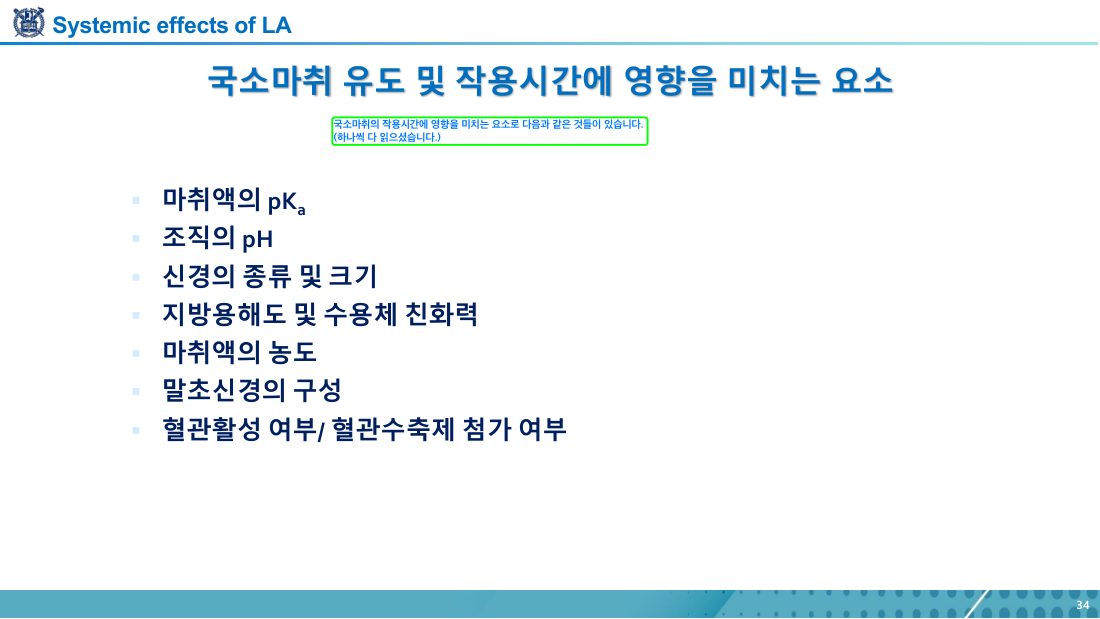 Systemic effects of LA
국소마취 유도 및 작용시간에 영향을 미치는 요소
국소마취의 작용시간에 영향을 미치는 요소로 다음과 같은 것들이 있습니다.
(하나씩 다 읽으셨습니다.)
마취액의 pKa
조직의 pH
신경의 종류 및 크기
지방용해도 및 수용체 친화력
마취액의 농도
말초신경의 구성
혈관활성 여부/ 혈관수축제 첨가 여부
34